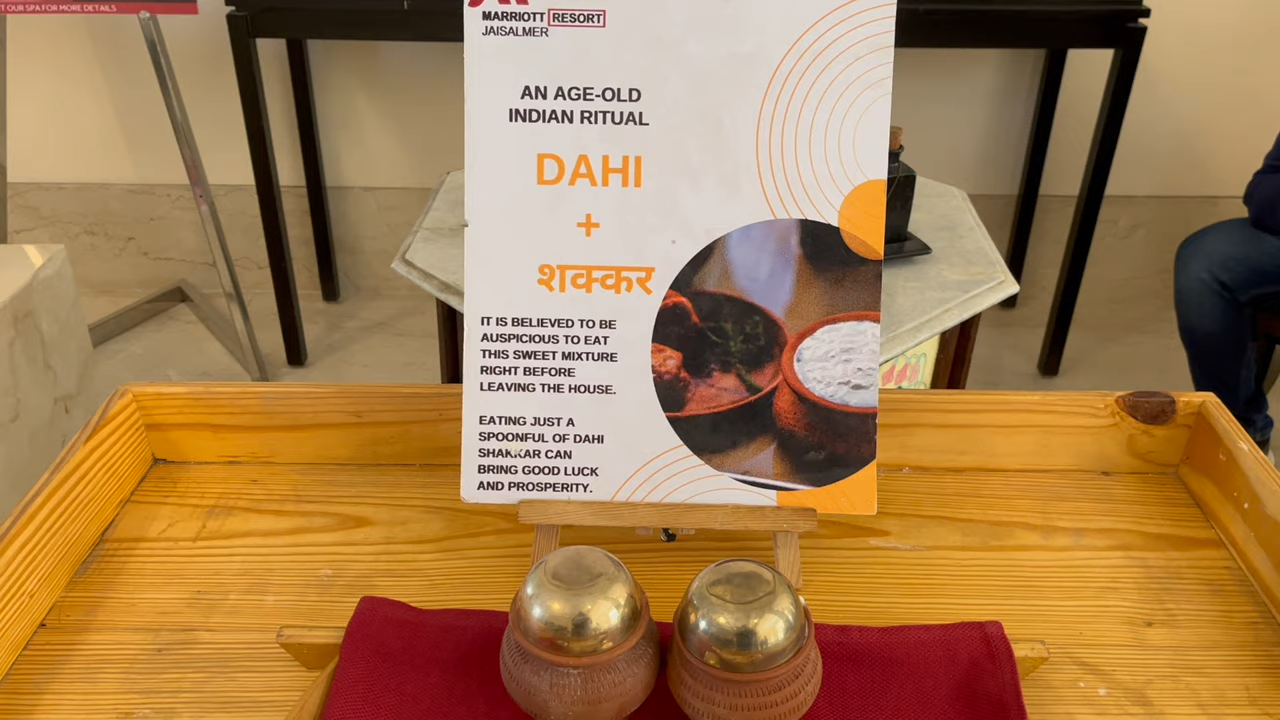 T OUR SPA FOR MORE DETAILS
MARRIOTT RESORT
JAISALMER
AN AGE-OLD
INDIAN RITUAL
DAHI
+
शक्कर
IT IS BELIEVED TO BE
AUSPICIOUS TO EAT
THIS SWEET MIXTURE
RIGHT BEFORE
LEAVING THE HOUSE.
EATING JUST A
SPOONFUL OF DAHI
SHAKKAR CAN
BRING GOOD LUCK
AND PROSPERITY.